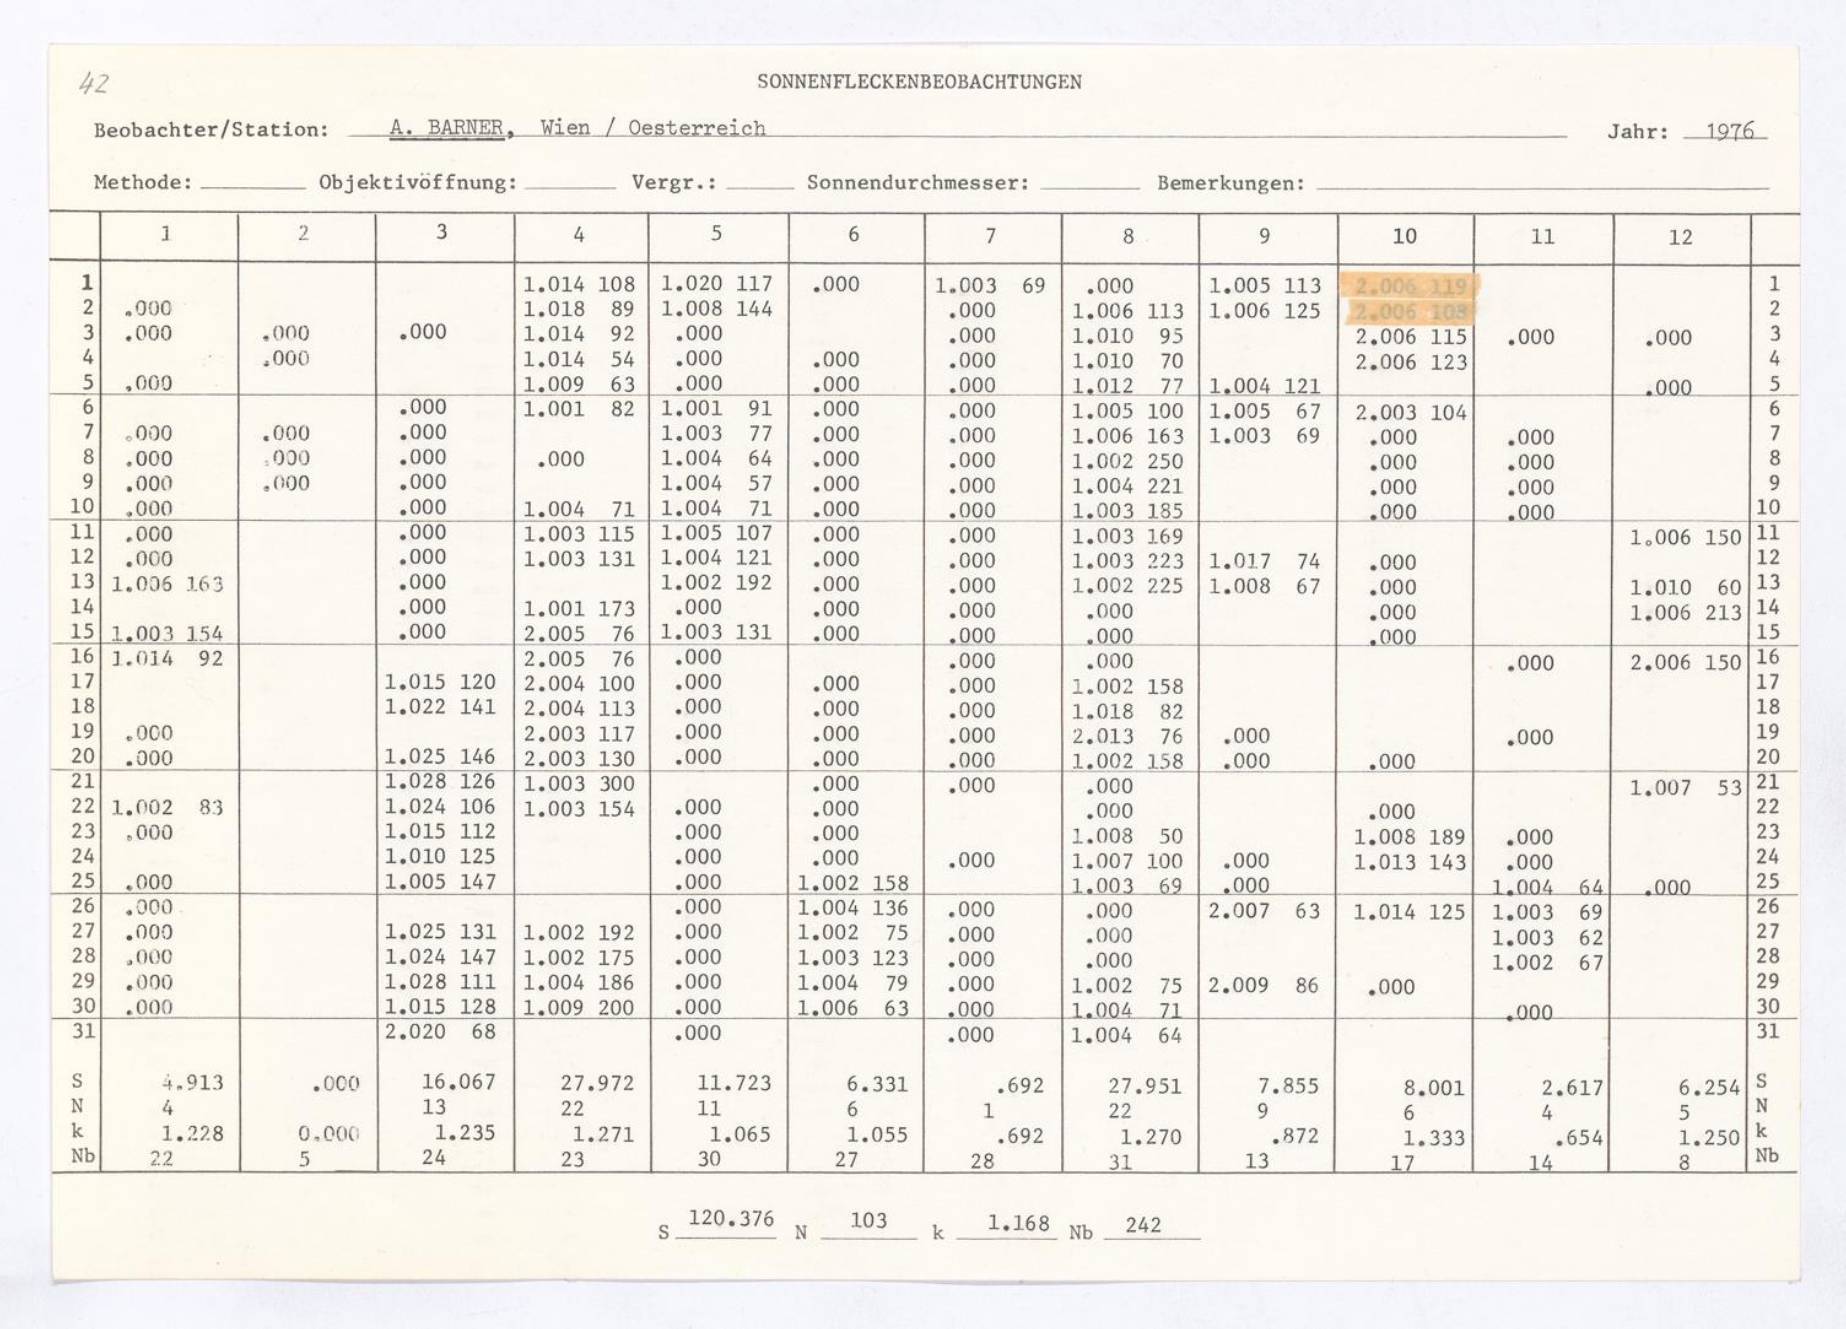 42
SONNENFLECKENBEOBACHTUNGEN
Beobachter/Station: A. BARNER, Wien / Oesterreich Jahr: 1976
Methode: Objektivöffnung: Vergr.: Sonnendurchmesser: Bemerkungen:
1 2 3 4 5 6 7 8 9 10 11 12
1 1.014 108 1.020 117 .000 1.003 69 .000 1.005 113 2.006 119 1
2 .000 1.018 89 1.008 144 .000 1.006 113 1.006 125 2.006 108 2
3 .000 .000 .000 1.014 92 .000 .000 1.010 95 2.006 115 .000 .000 3
4 .000 1.014 54 .000 .000 .000 1.010 70 2.006 123 4
5 .000 1.009 63 .000 .000 .000 1.012 77 1.004 121 .000 5
6 .000 1.001 82 1.001 91 .000 .000 1.005 100 1.005 67 2.003 104 6
7 .000 .000 .000 1.003 77 .000 .000 1.006 163 1.003 69 .000 .000 7
8 .000 .000 .000 .000 1.004 64 .000 .000 1.002 250 .000 .000 8
9 .000 .000 .000 1.004 57 .000 .000 1.004 221 .000 .000 9
10 .000 .000 1.004 71 1.004 71 .000 .000 1.003 185 .000 .000 10
11 .000 .000 1.003 115 1.005 107 .000 .000 1.003 169 1.006 150 11
12 .000 .000 1.003 131 1.004 121 .000 .000 1.003 223 1.017 74 .000 12
13 1.006 163 .000 1.002 192 .000 .000 1.002 225 1.008 67 .000 1.010 60 13
14 .000 1.001 173 .000 .000 .000 .000 .000 1.006 213 14
15 1.003 154 .000 2.005 76 1.003 131 .000 .000 .000 .000 15
16 1.014 92 2.005 76 .000 .000 .000 .000 2.006 150 16
17 1.015 120 2.004 100 .000 .000 .000 1.002 158 17
18 1.022 141 2.004 113 .000 .000 .000 1.018 82 18
19 .000 2.003 117 .000 .000 .000 2.013 76 .000 .000 19
20 .000 1.025 146 2.003 130 .000 .000 .000 1.002 158 .000 .000 20
21 1.028 126 1.003 300 .000 .000 .000 1.007 53 21
22 1.002 83 1.024 106 1.003 154 .000 .000 .000 .000 22
23 .000 1.015 112 .000 .000 1.008 50 1.008 189 .000 23
24 1.010 125 .000 .000 .000 1.007 100 .000 1.013 143 .000 24
25 .000 1.005 147 .000 1.002 158 1.003 69 .000 1.004 64 .000 25
26 .000 .000 1.004 136 .000 .000 2.007 63 1.014 125 1.003 69 26
27 .000 1.025 131 1.002 192 .000 1.002 75 .000 .000 1.003 62 27
28 .000 1.024 147 1.002 175 .000 1.003 123 .000 .000 1.002 67 28
29 .000 1.028 111 1.004 186 .000 1.004 79 .000 1.002 75 2.009 86 .000 29
30 .000 1.015 128 1.009 200 .000 1.006 63 .000 1.004 71 .000 30
31 2.020 68 .000 .000 1.004 64 31
S 4.913 .000 16.067 27.972 11.723 6.331 .692 27.951 7.855 8.001 2.617 6.254 S
N 4 13 22 11 6 1 22 9 6 4 5 N
k 1.228 0.000 1.235 1.271 1.065 1.055 .692 1.270 .872 1.333 .654 1.250 k
Nb 22 5 24 23 30 27 28 31 13 17 14 8 Nb
S 120.376 N 103 k 1.168 Nb 242